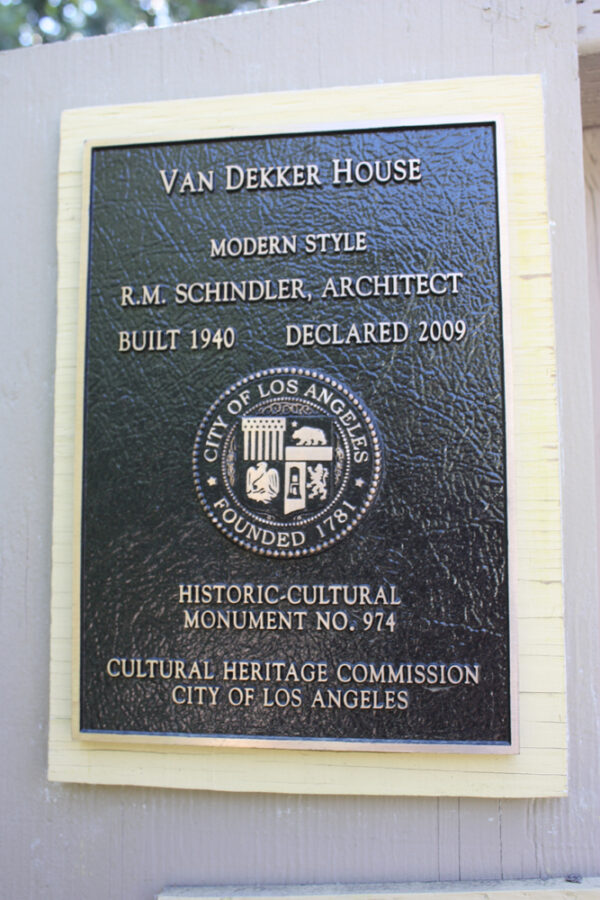 VAN DEKKER HOUSE
MODERN STYLE
R.M. SCHINDLER, ARCHITECT
BUILT 1940 DECLARED 2009
CITY OF LOS ANGELES
FOUNDED 1781
HISTORIC-CULTURAL
MONUMENT NO. 974
CULTURAL HERITAGE COMMISSION
CITY OF LOS ANGELES